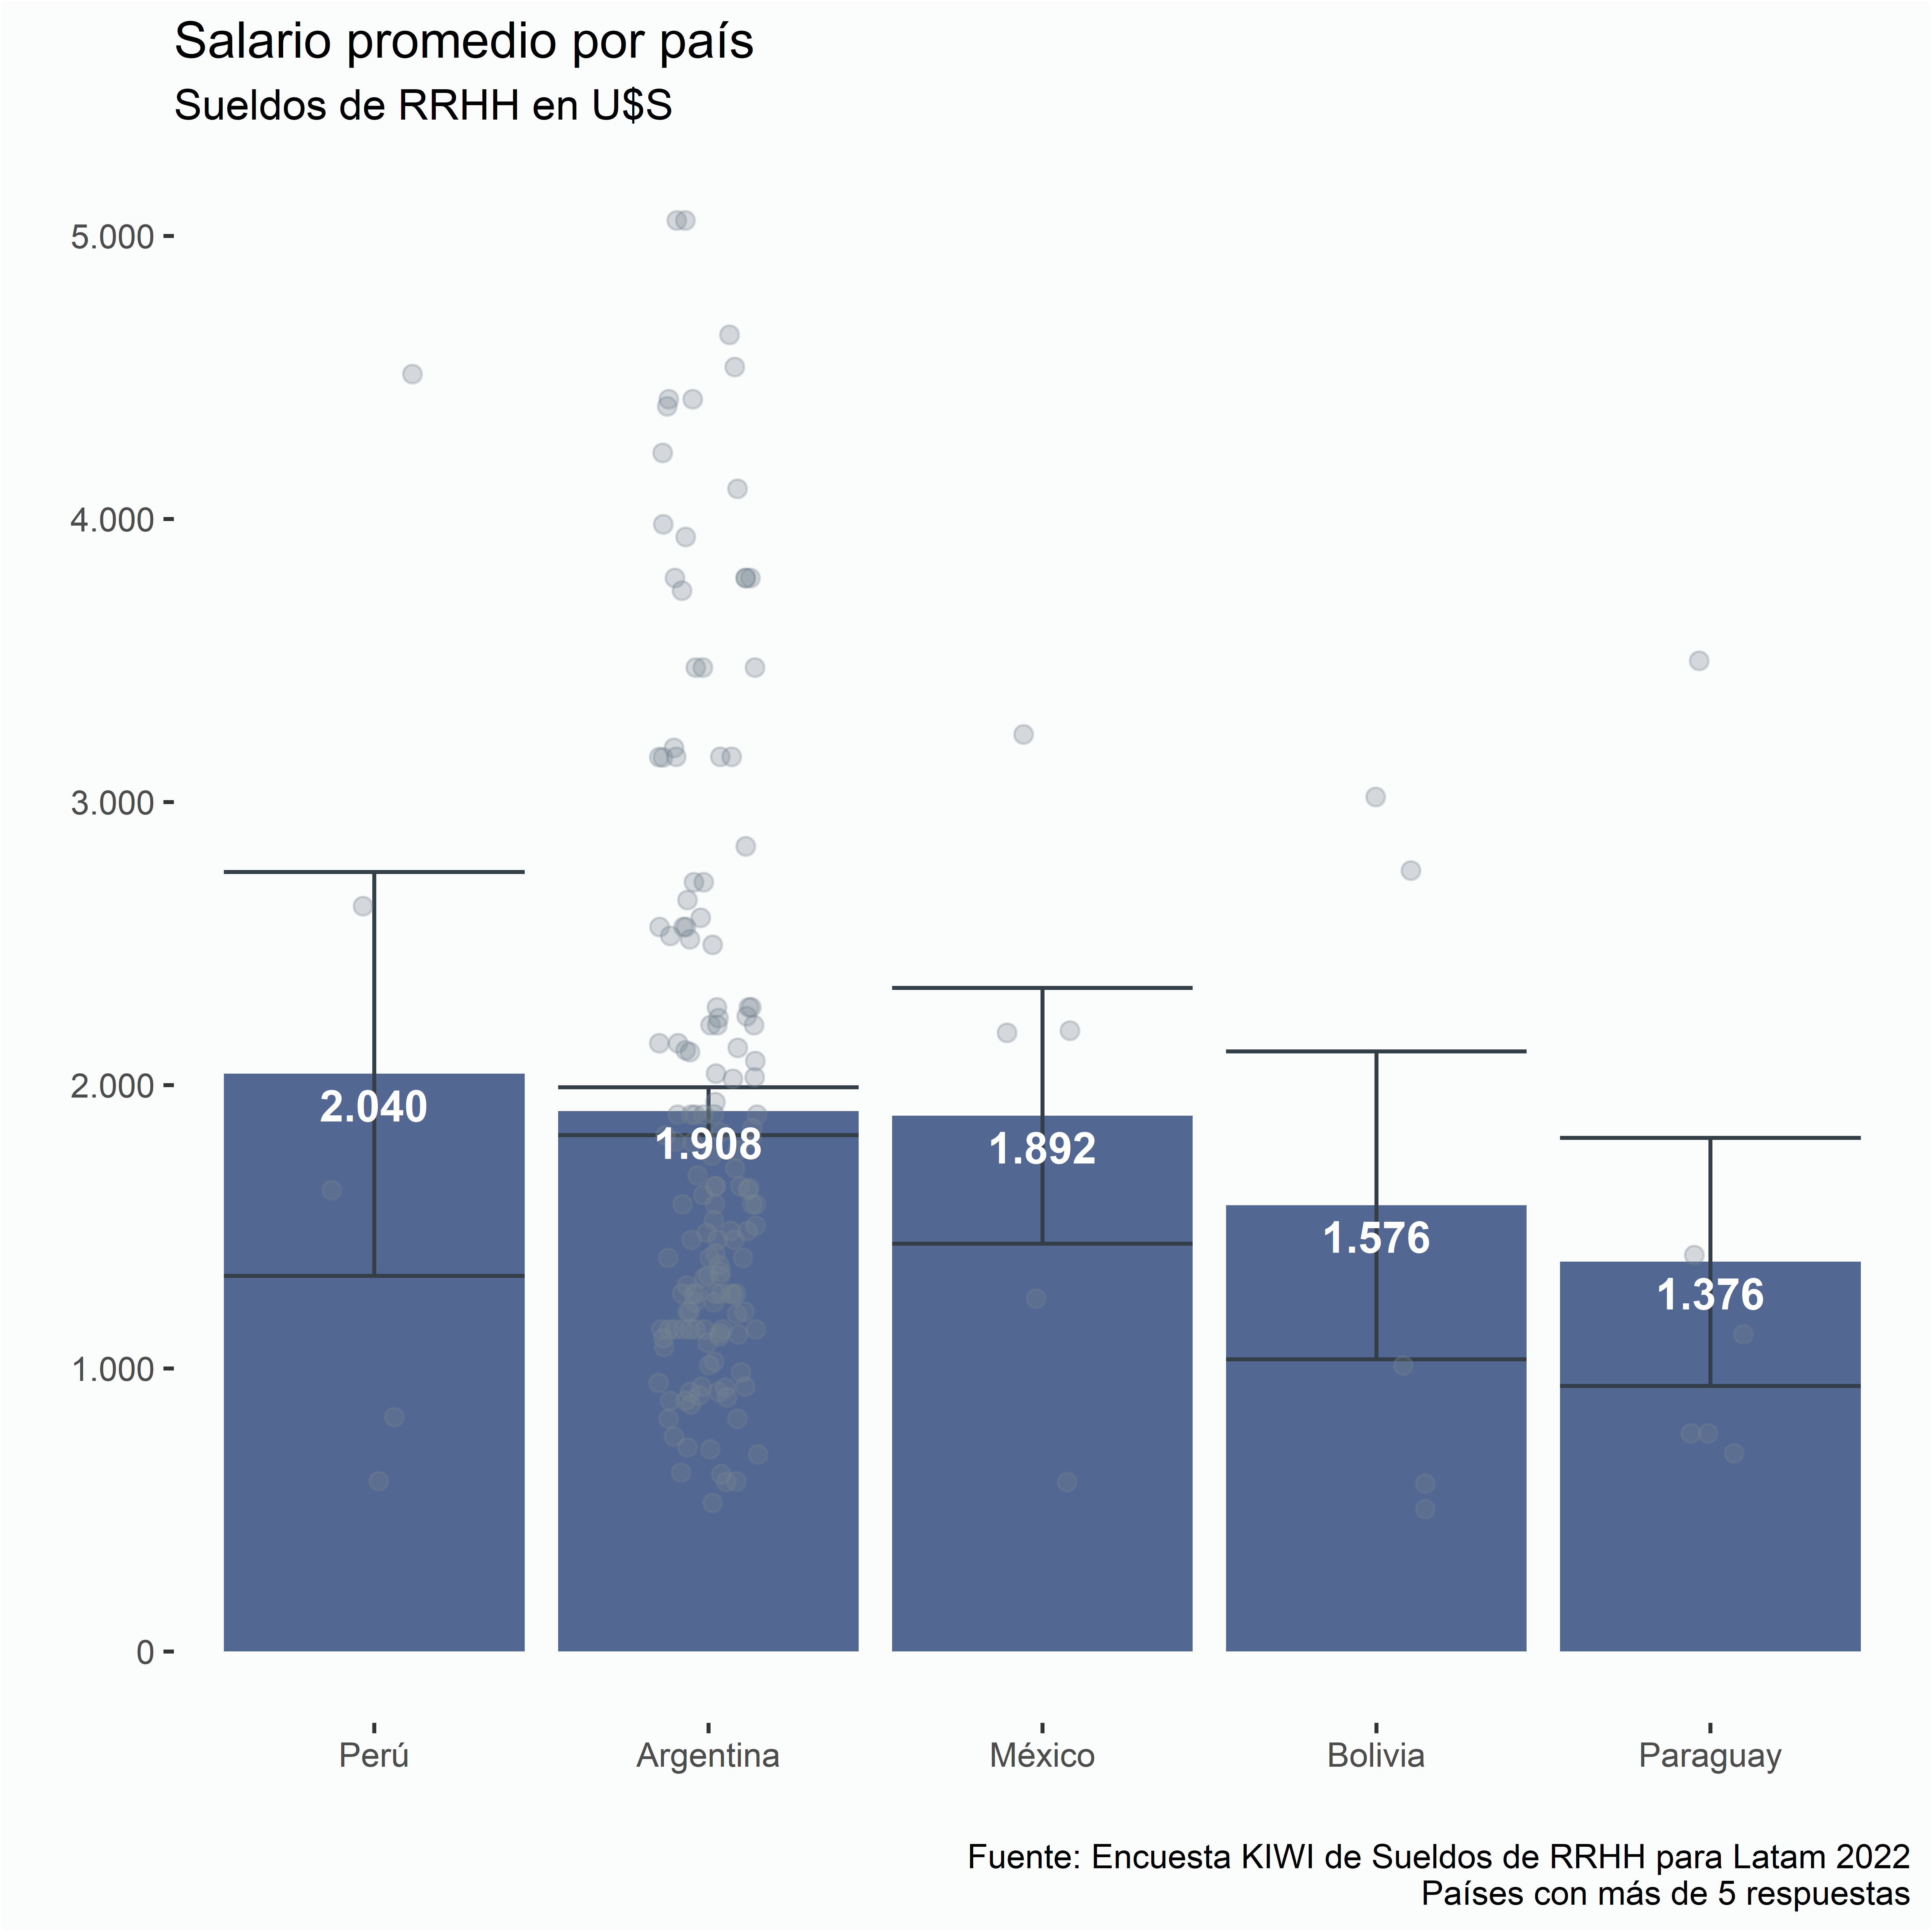 Salario promedio por país
Sueldos de RRHH en U$S
5.000
4.000
3.000
2.000
1.000
0
2.040
1.908
1.892
1.576
1.376
Perú
Argentina
México
Bolivia
Paraguay
Fuente: Encuesta KIWI de Sueldos de RRHH para Latam 2022
Países con más de 5 respuestas